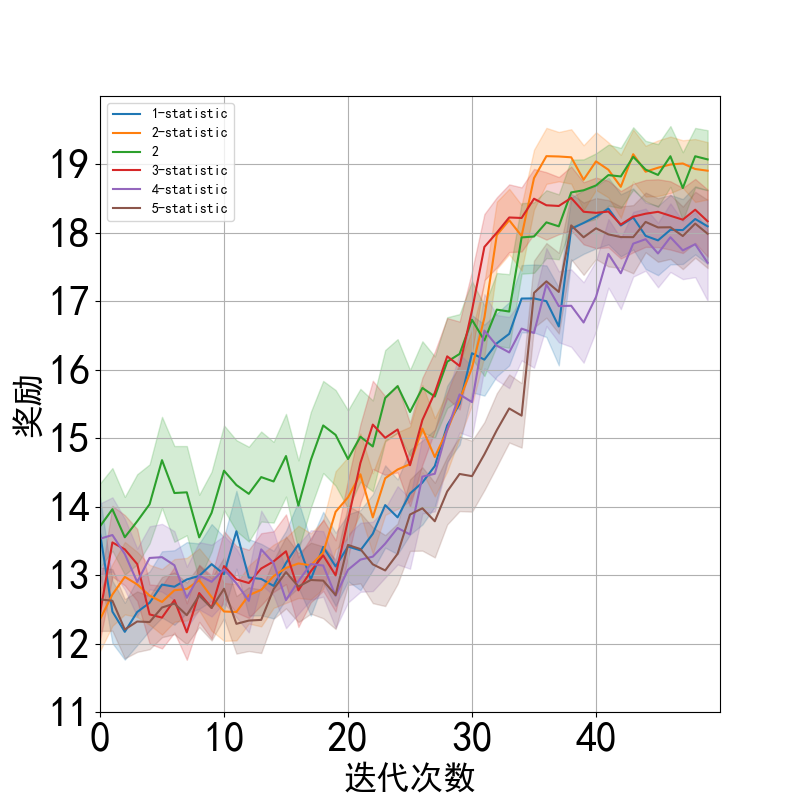 1-statistic
2-statistic
2
3-statistic
4-statistic
5-statistic
19
18
17
16
15
14
13
12
11
0 10 20 30 40
奖励
迭代次数